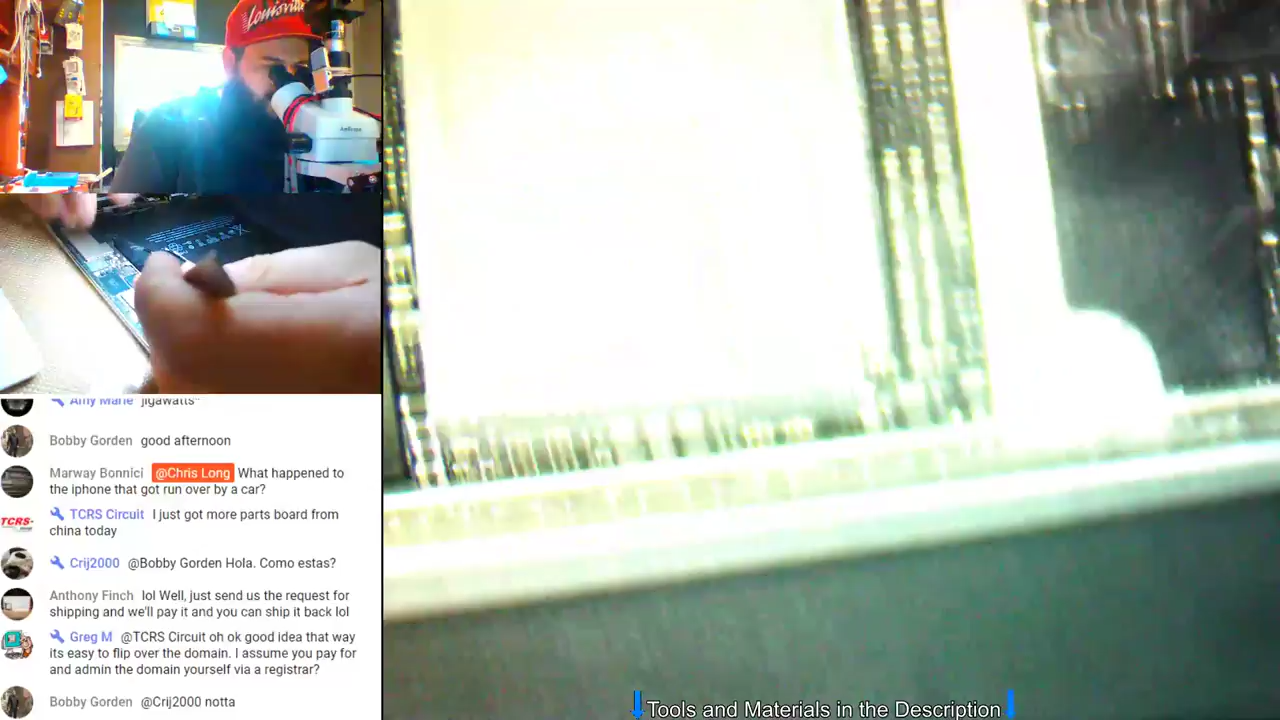 Louisville
AmScope
Amy Marie jigawatts"
Bobby Gorden good afternoon
Marway Bonnici @Chris Long What happened to
the iphone that got run over by a car?
TCRS-
TCRS Circuit I just got more parts board from
china today
Crij2000 @Bobby Gorden Hola. Como estas?
Anthony Finch lol Well, just send us the request for
shipping and we'll pay it and you can ship it back lol
Greg M @TCRS Circuit oh ok good idea that way
its easy to flip over the domain. I assume you pay for
and admin the domain yourself via a registrar?
Bobby Gorden @Crij2000 notta
Tools and Materials in the Description